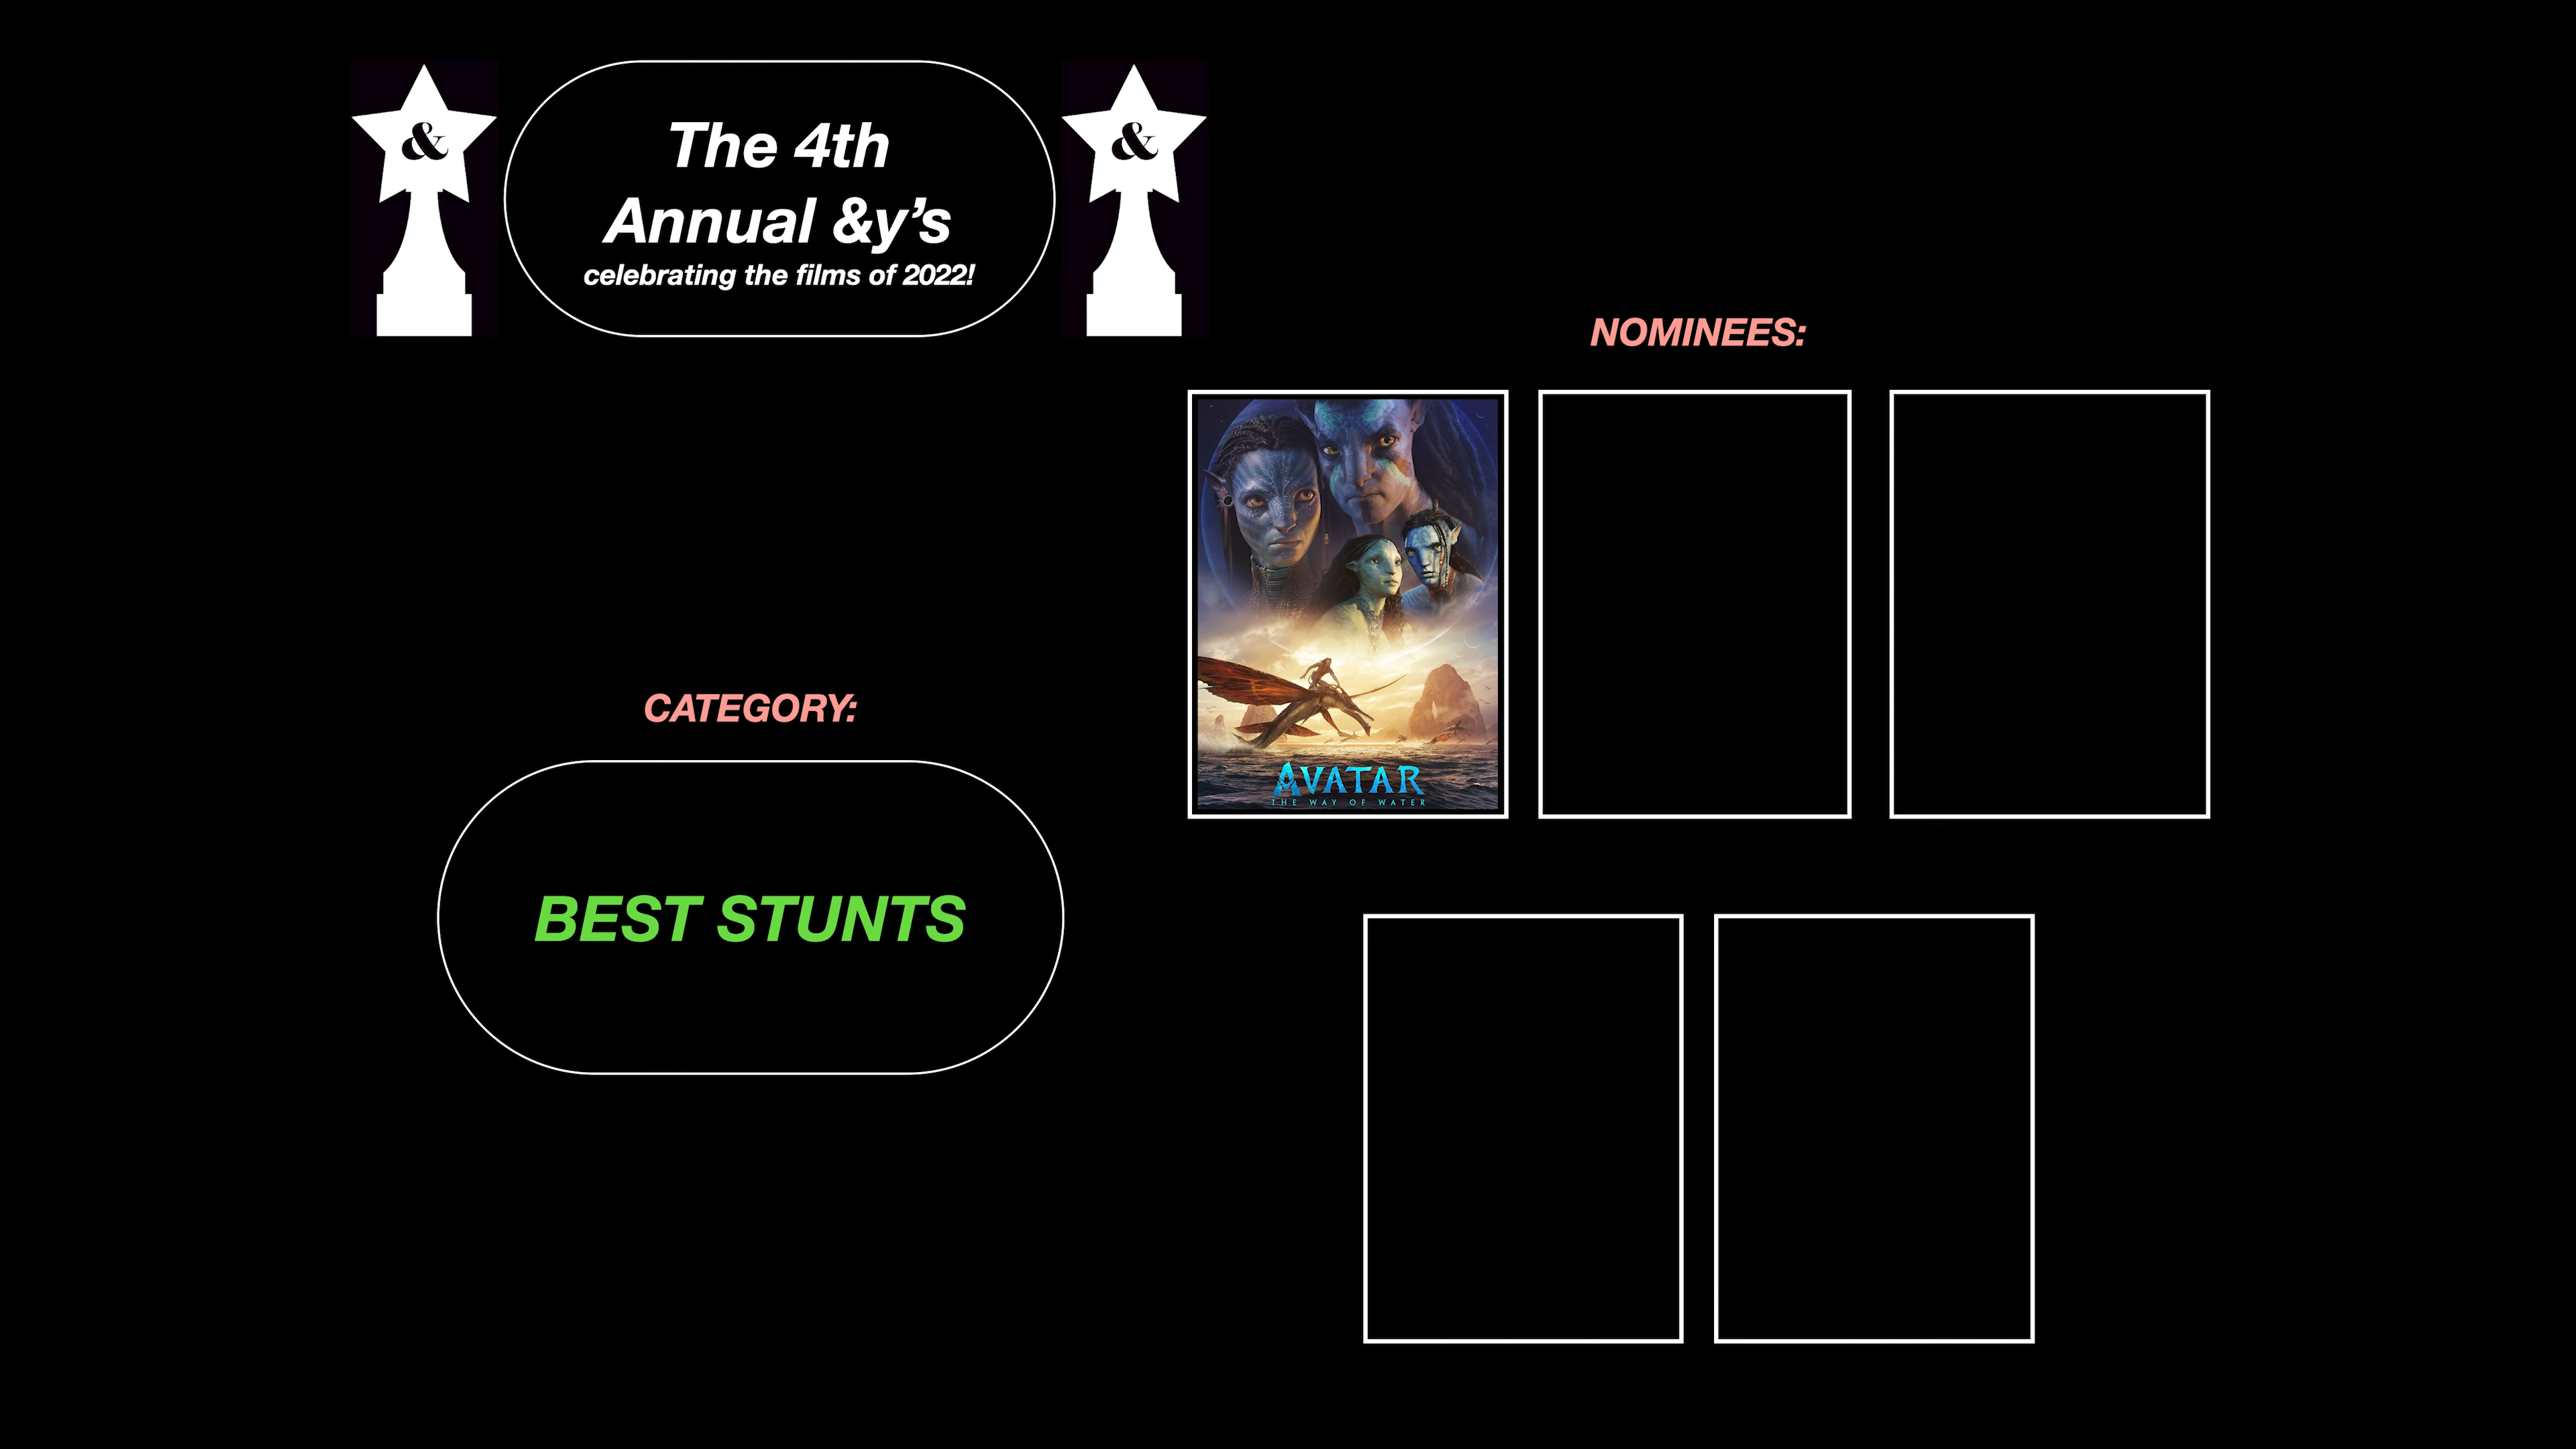 &
The 4th
Annual &y’s
celebrating the films of 2022!
&
NOMINEES:
AVATAR
THE WAY OF WATER
CATEGORY:
BEST STUNTS